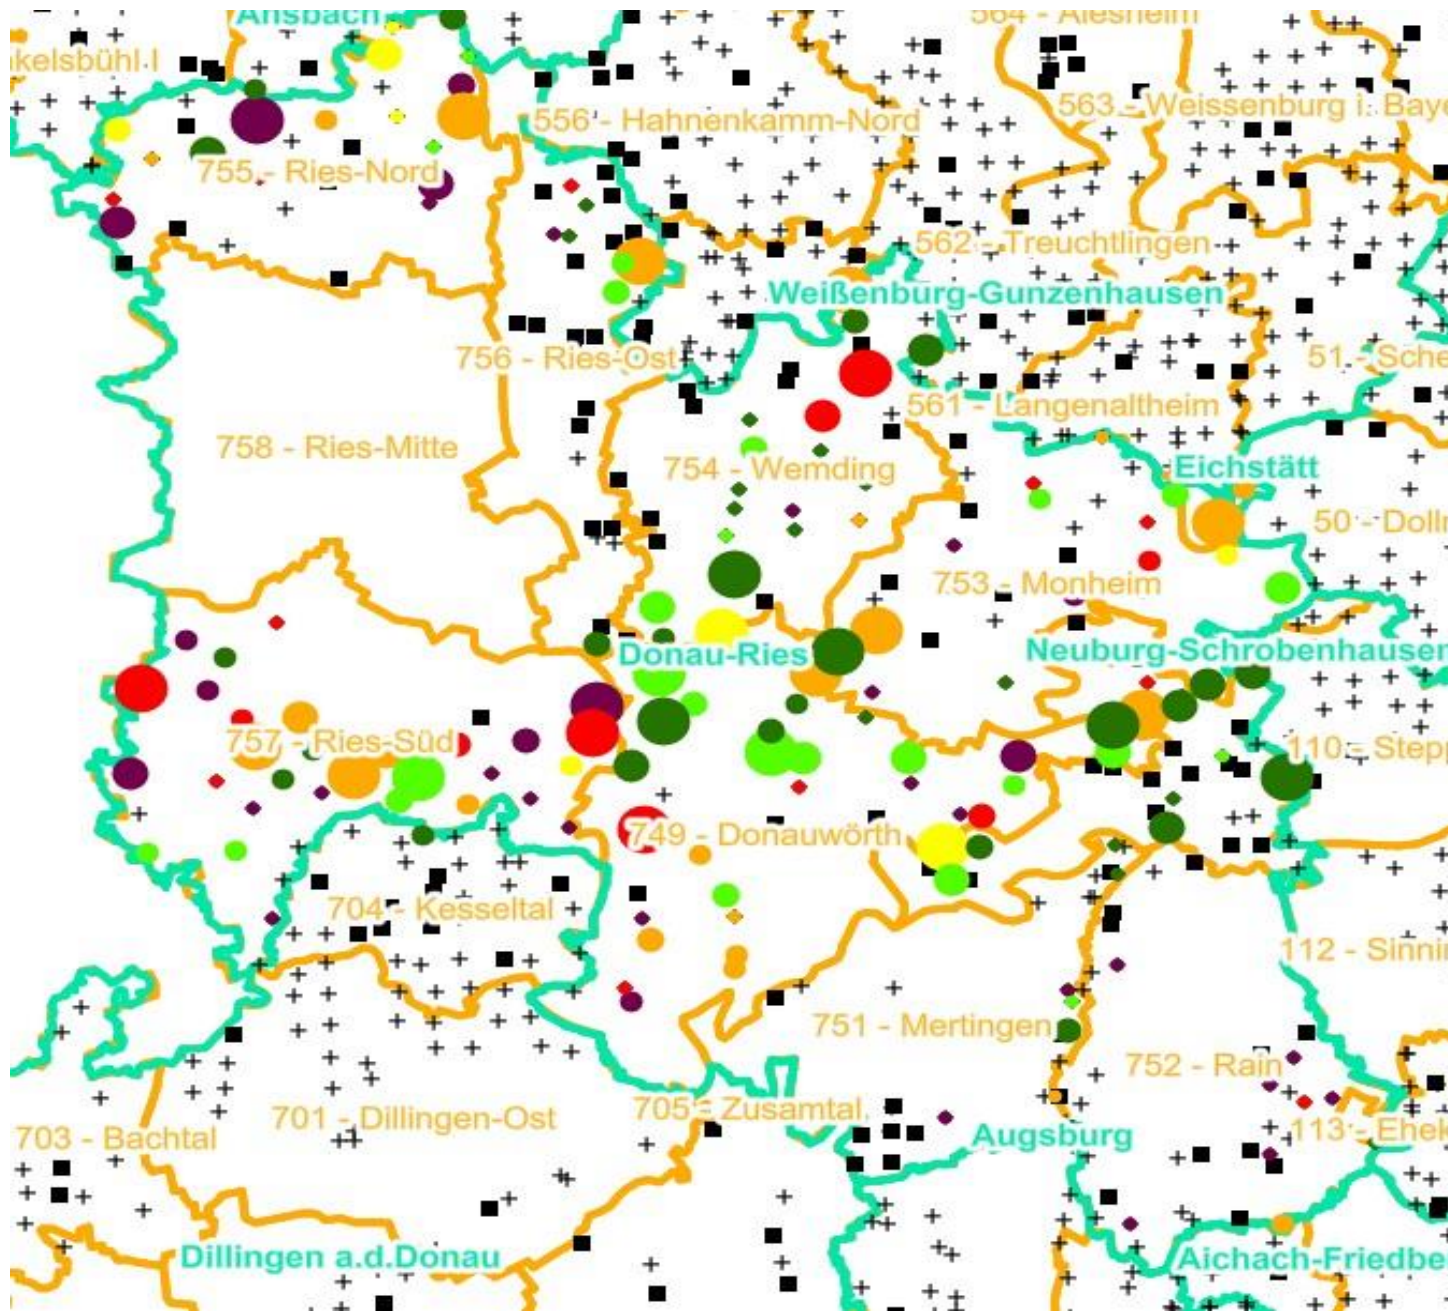 Ansbach
564 - Alesheim
nkelsbühl I
563 - Weissenburg i. Baye
556 - Hahnenkamm-Nord
755 - Ries-Nord
562 - Treuchtlingen
Weißenburg-Gunzenhausen
756 - Ries-Ost
51 - Sche
561 - Langenaltheim
758 - Ries-Mitte
754 - Wemding
Eichstätt
50 - Dolln
753 - Monheim
Donau-Ries
Neuburg-Schrobenhausen
757 - Ries-Süd
110 - Stepp
749 - Donauwörth
704 - Kesseltal
112 - Sinnin
751 - Mertingen
752 - Rain
705 - Zusamtal
701 - Dillingen-Ost
703 - Bachtal
Augsburg
113 - Ehek
Dillingen a.d.Donau
Aichach-Friedbe